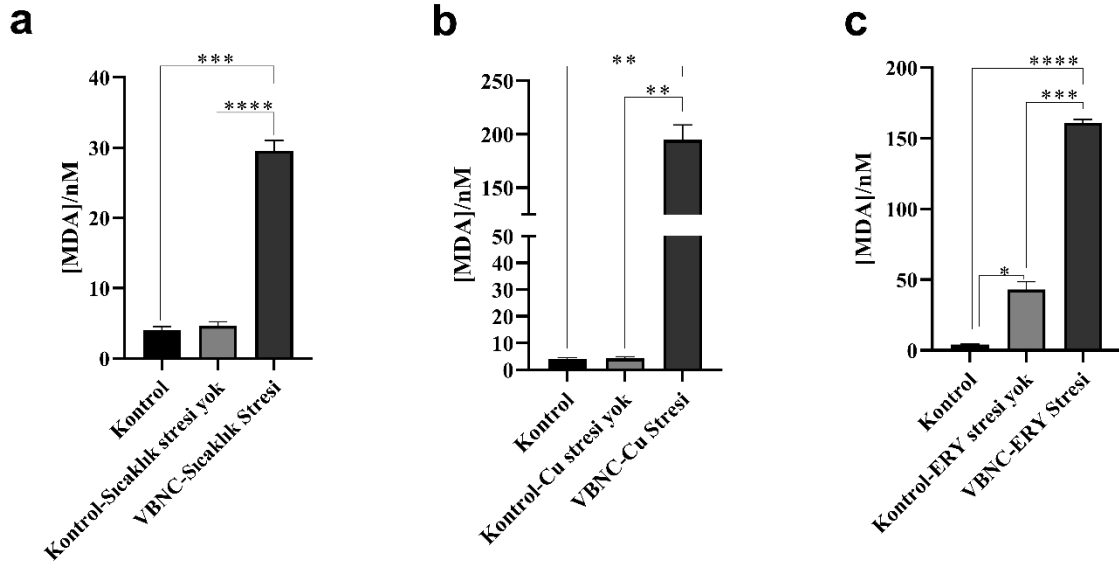 a
***
****
[MDA]/nM
40
30
20
10
0
Kontrol
Kontrol-Sıcaklık stresi yok
VBNC-Sıcaklık Stresi
b
**
**
[MDA]/nM
250
200
150
50
40
30
20
10
0
Kontrol
Kontrol-Cu stresi yok
VBNC-Cu Stresi
c
****
***
*
[MDA]/nM
200
150
100
50
0
Kontrol
Kontrol-ERY stresi yok
VBNC-ERY Stresi